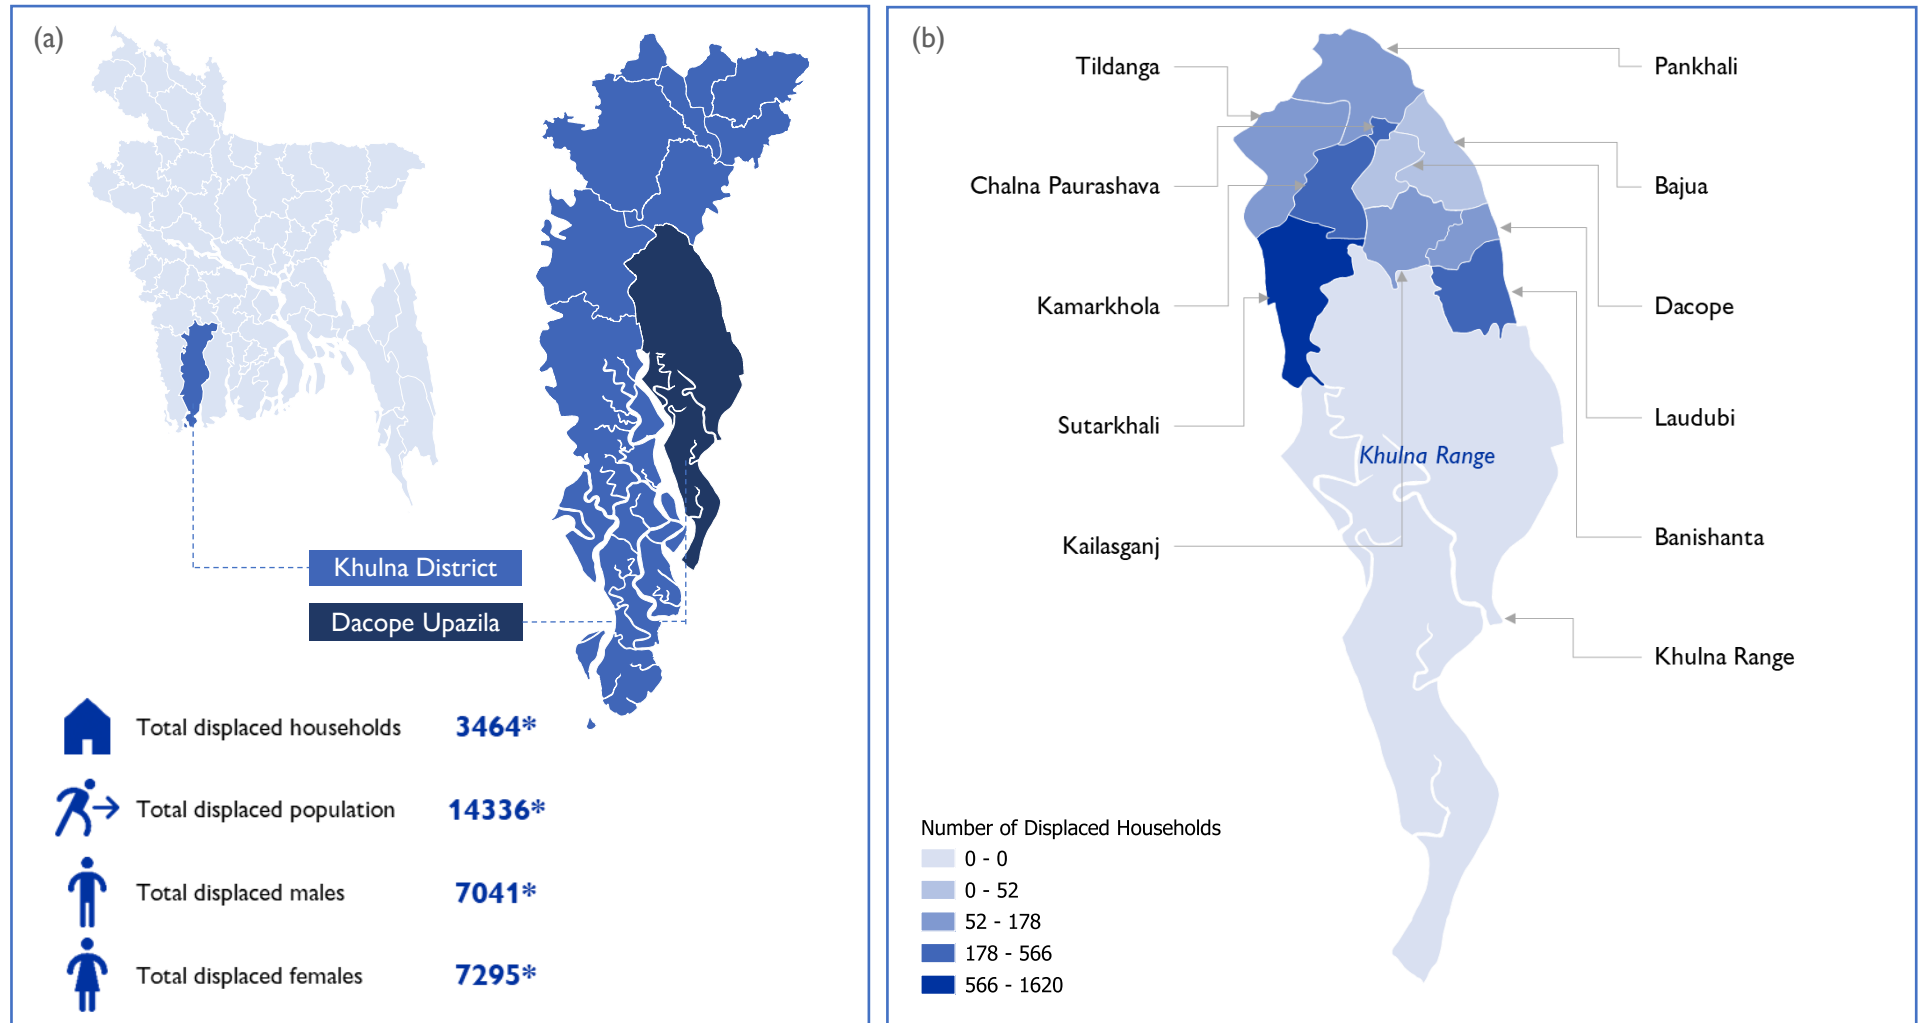 (a)
Khulna District
Dacope Upazila
Total displaced households 3464*
Total displaced population 14336*
Total displaced males 7041*
Total displaced females 7295*
(b)
Tildanga
Chalna Paurashava
Kamarkhola
Sutarkhali
Kailasganj
Pankhali
Bajua
Dacope
Laudubi
Banishanta
Khulna Range
Khulna Range
Number of Displaced Households
0 - 0
0 - 52
52 - 178
178 - 566
566 - 1620